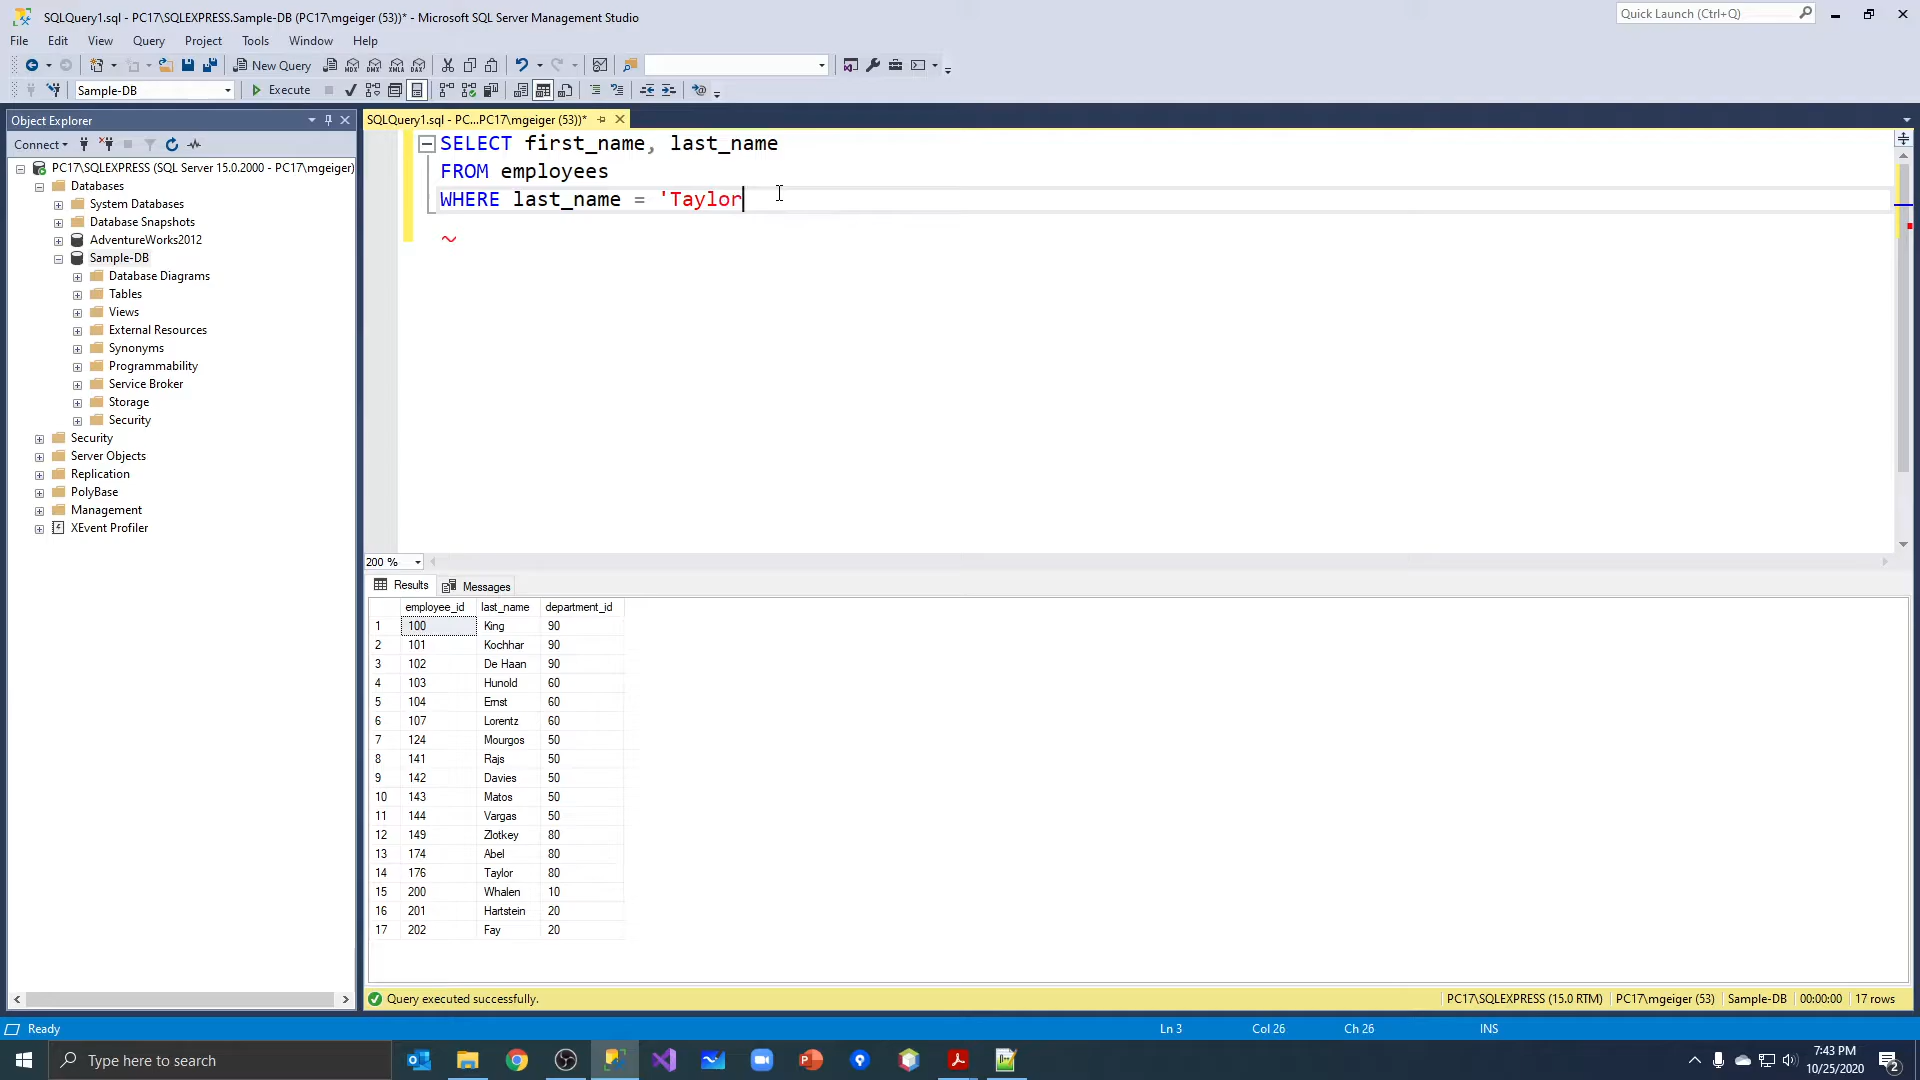 SQLQuery1.sql - PC17\SQLEXPRESS.Sample-DB (PC17\mgeiger (53))* - Microsoft SQL Server Management Studio
Quick Launch (Ctrl+Q)
File Edit View Query Project Tools Window Help
New Query
MDX DMX XMLA DAX
Sample-DB
Execute
Object Explorer
SQLQuery1.sql - PC...PC17\mgeiger (53))*
Connect
PC17\SQLEXPRESS (SQL Server 15.0.2000 - PC17\mgeiger)
Databases
System Databases
Database Snapshots
AdventureWorks2012
Sample-DB
Database Diagrams
Tables
Views
External Resources
Synonyms
Programmability
Service Broker
Storage
Security
Security
Server Objects
Replication
PolyBase
Management
XEvent Profiler
SELECT first_name, last_name
FROM employees
WHERE last_name = 'Taylor
200 %
Results Messages
employee_id last_name department_id
1 100 King 90
2 101 Kochhar 90
3 102 De Haan 90
4 103 Hunold 60
5 104 Ernst 60
6 107 Lorentz 60
7 124 Mourgos 50
8 141 Rajs 50
9 142 Davies 50
10 143 Matos 50
11 144 Vargas 50
12 149 Zlotkey 80
13 174 Abel 80
14 176 Taylor 80
15 200 Whalen 10
16 201 Hartstein 20
17 202 Fay 20
Query executed successfully.
PC17\SQLEXPRESS (15.0 RTM) PC17\mgeiger (53) Sample-DB 00:00:00 17 rows
Ready
Ln 3 Col 26 Ch 26 INS
Type here to search
7:43 PM
10/25/2020
2